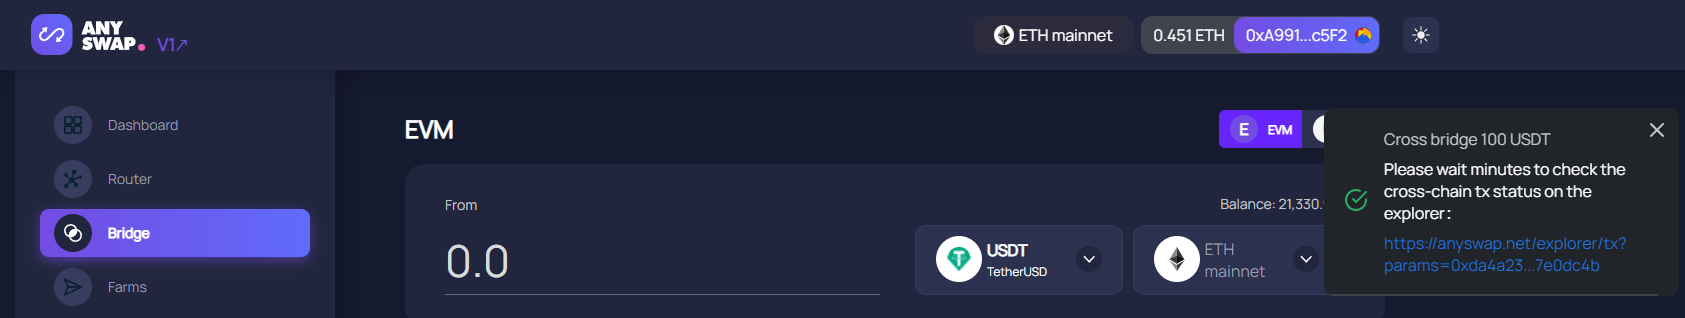 ANY
SWAP.
V1↗
ETH mainnet
0.451 ETH
0xA991...c5F2
Dashboard
Router
Bridge
Farms
EVM
E EVM
From
Balance: 21,330.
0.0
USDT
TetherUSD
ETH
mainnet
Cross bridge 100 USDT
Please wait minutes to check the
cross-chain tx status on the
explorer:
https://anyswap.net/explorer/tx?
params=0xda4a23...7e0dc4b